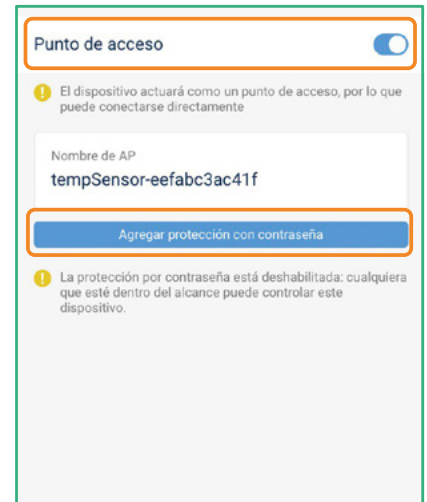 Punto de acceso
El dispositivo actuará como un punto de acceso, por lo que
puede conectarse directamente
Nombre de AP
tempSensor-eefabc3ac41f
Agregar protección con contraseña
La protección por contraseña está deshabilitada: cualquiera
que esté dentro del alcance puede controlar este
dispositivo.